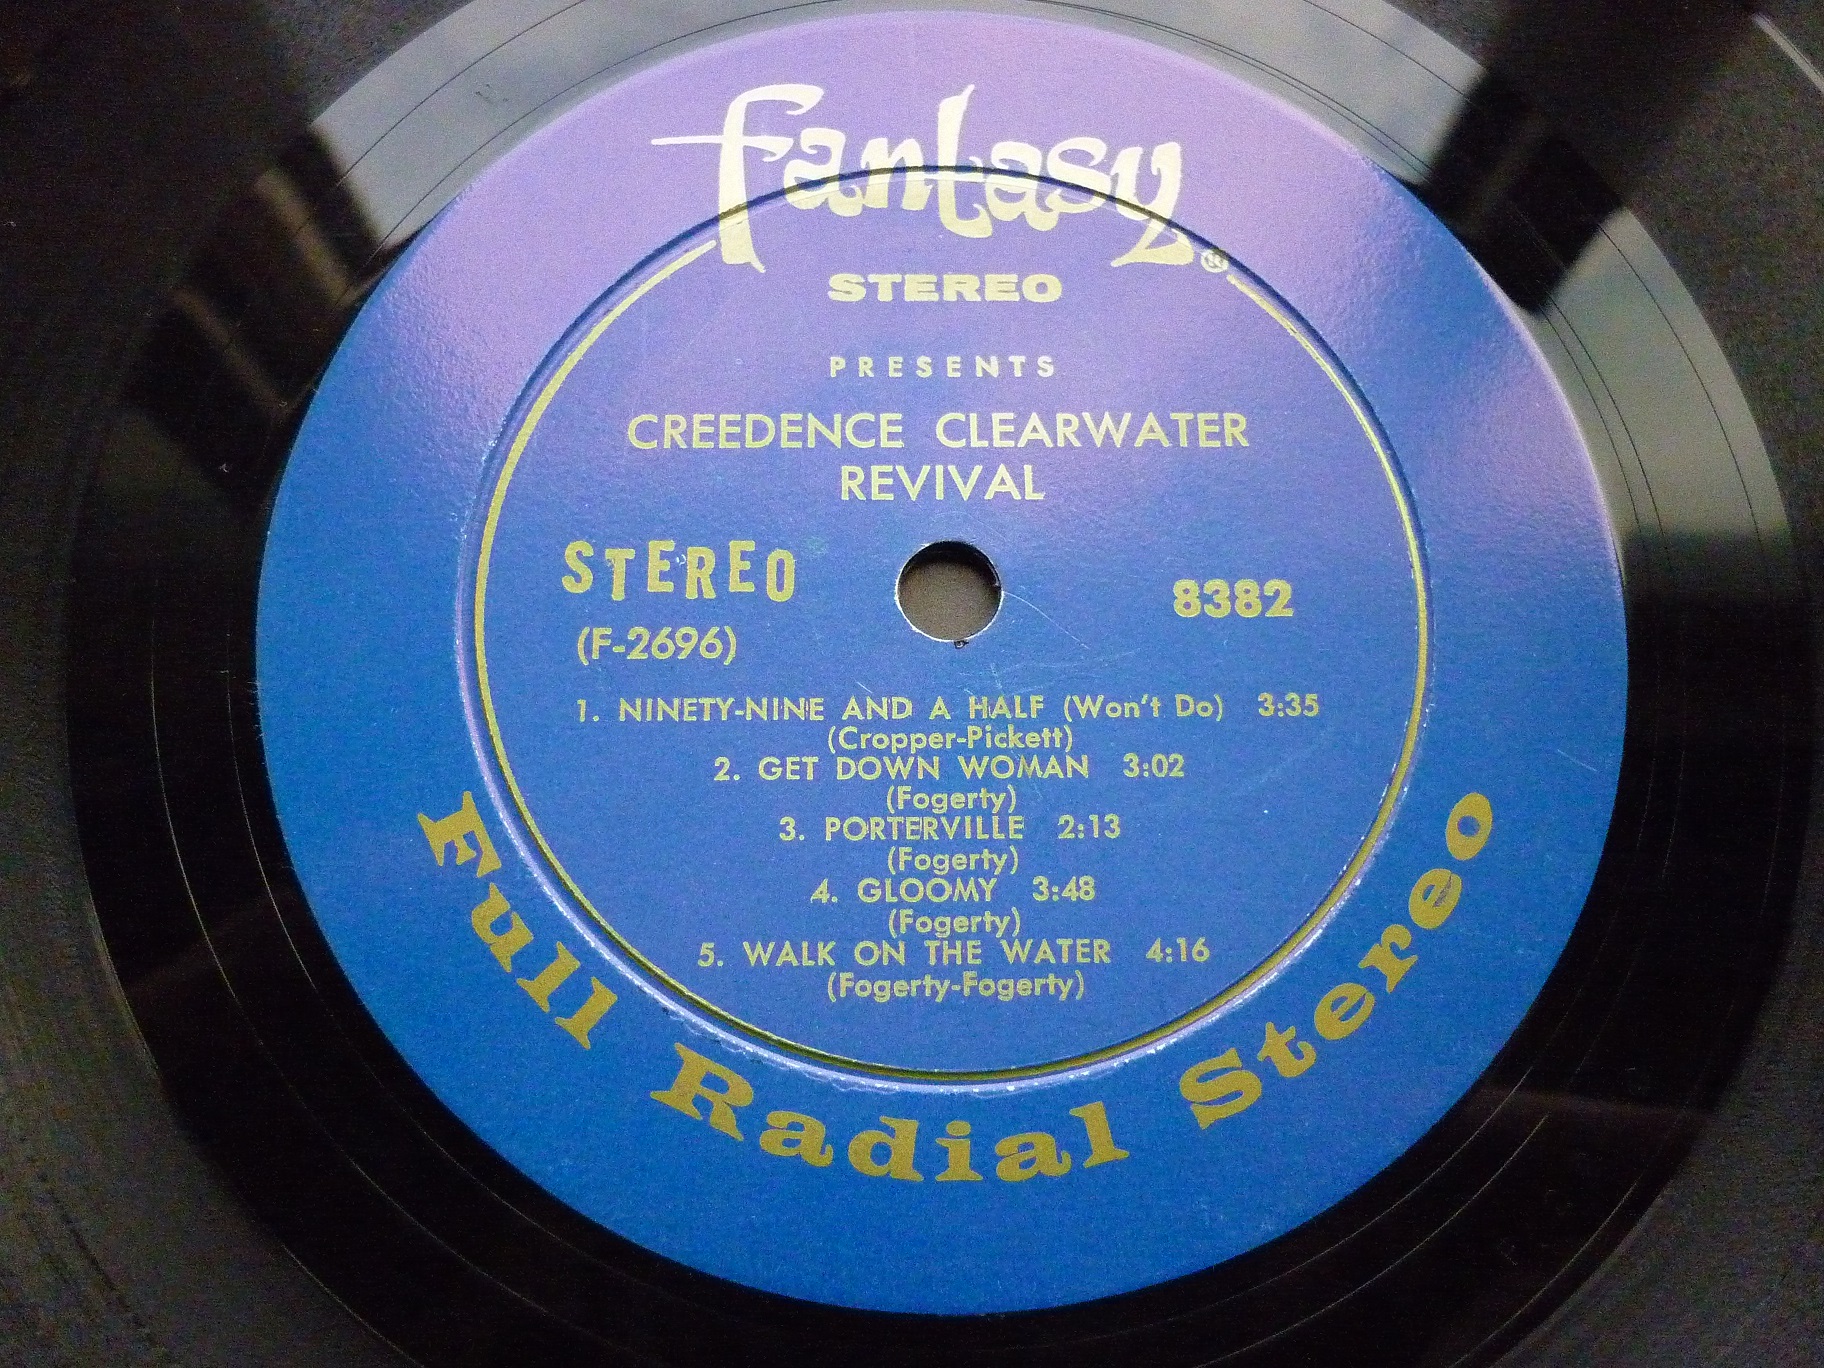 fantasy®
STEREO
PRESENTS
CREEDENCE CLEARWATER
REVIVAL
STEREO
8382
(F-2696)
1. NINETY-NINE AND A HALF (Won't Do) 3:35
(Cropper-Pickett)
2. GET DOWN WOMAN 3:02
(Fogerty)
3. PORTERVILLE 2:13
(Fogerty)
4. GLOOMY 3:48
(Fogerty)
5. WALK ON THE WATER 4:16
(Fogerty-Fogerty)
Full Radial Stereo